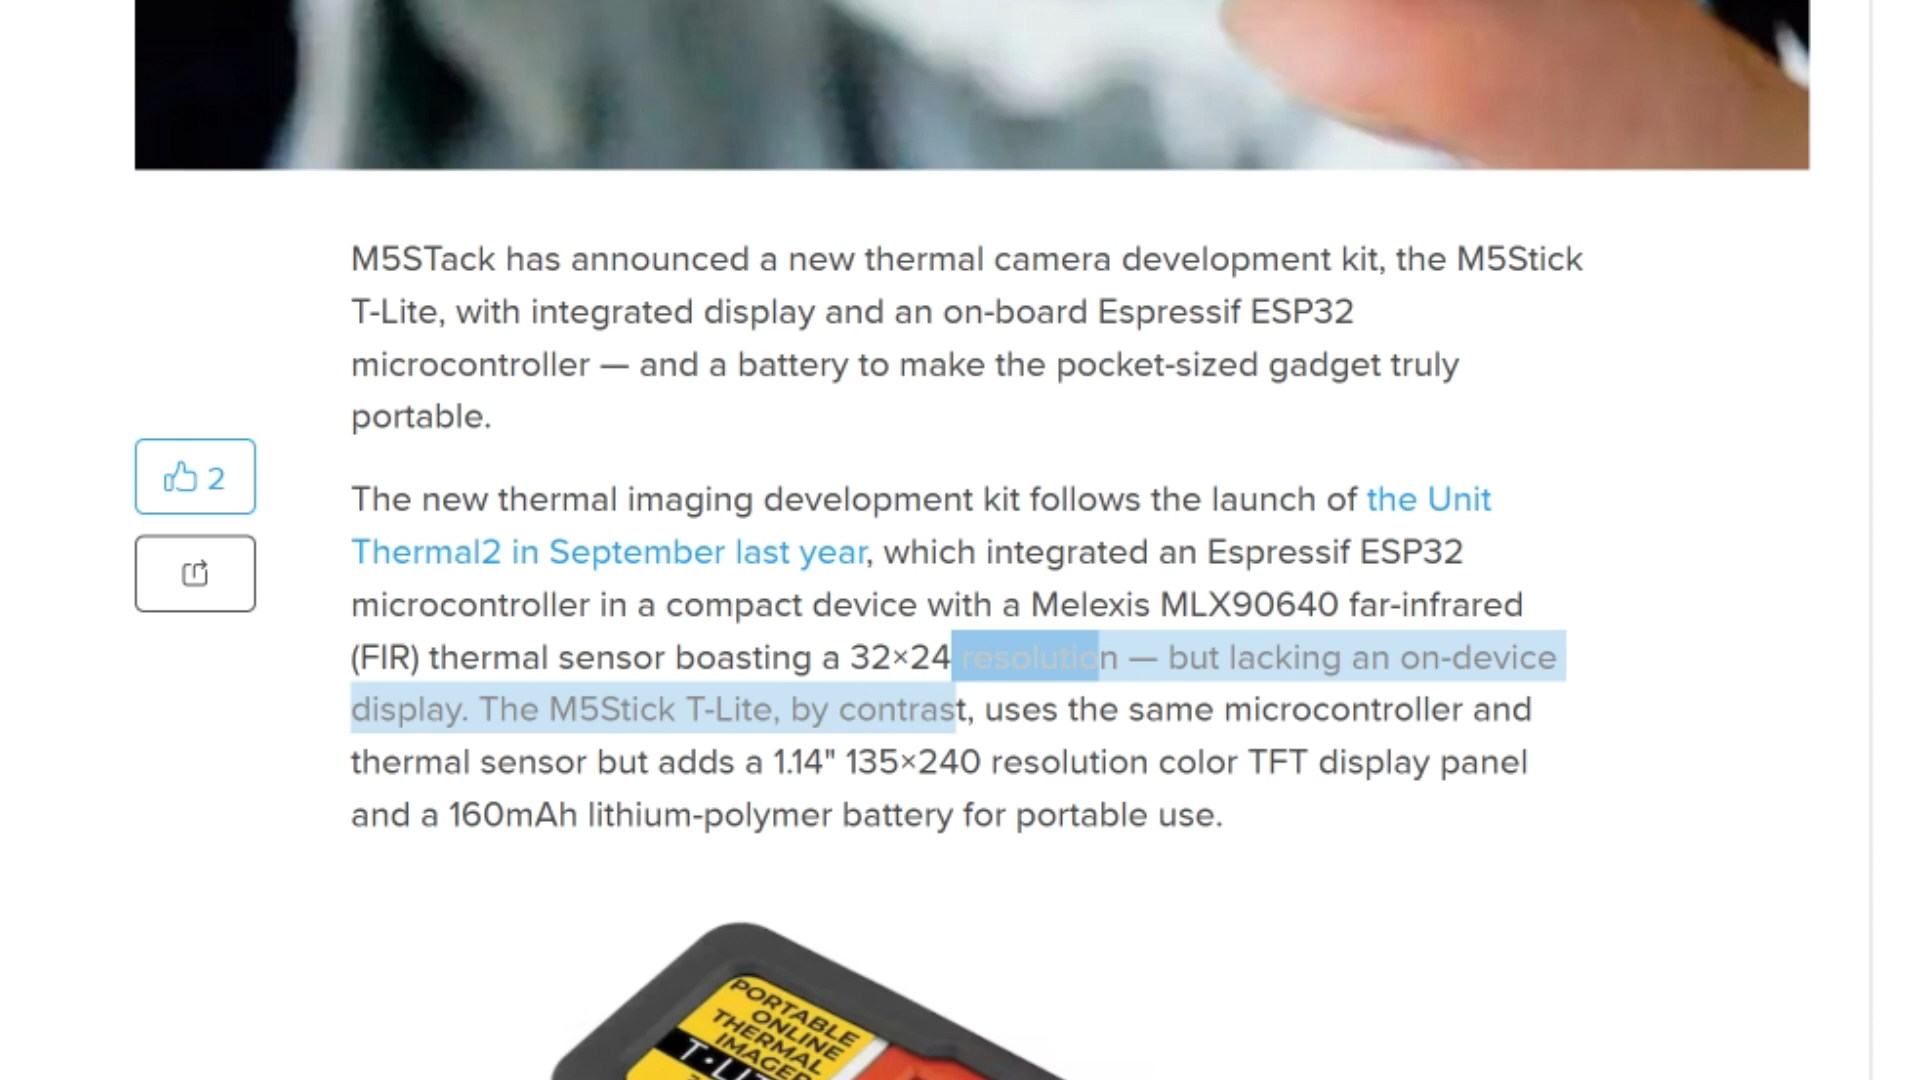 M5STack has announced a new thermal camera development kit, the M5Stick
T-Lite, with integrated display and an on-board Espressif ESP32
microcontroller — and a battery to make the pocket-sized gadget truly
portable.
2
The new thermal imaging development kit follows the launch of the Unit
Thermal2 in September last year, which integrated an Espressif ESP32
microcontroller in a compact device with a Melexis MLX90640 far-infrared
(FIR) thermal sensor boasting a 32×24 resolution — but lacking an on-device
display. The M5Stick T-Lite, by contrast, uses the same microcontroller and
thermal sensor but adds a 1.14" 135×240 resolution color TFT display panel
and a 160mAh lithium-polymer battery for portable use.
PORTABLE
ONLINE
THERMAL
IMAGER